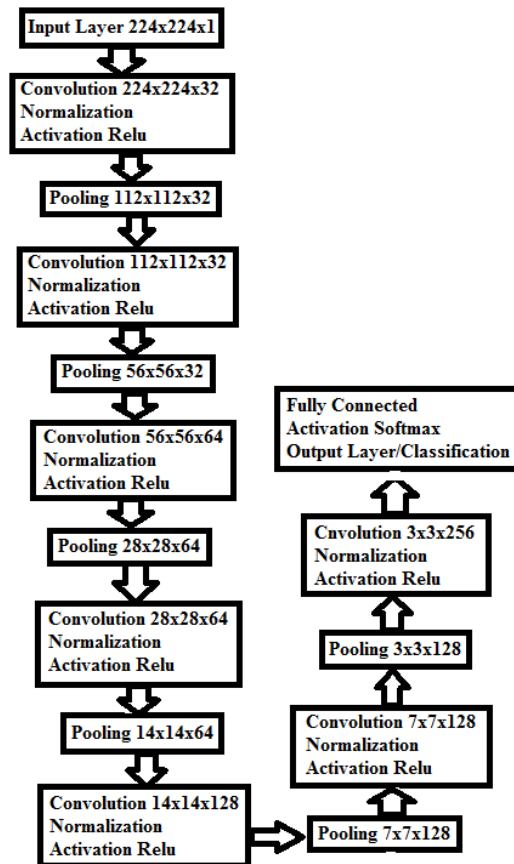 Input Layer 224x224x1
Convolution 224x224x32
Normalization
Activation Relu
Pooling 112x112x32
Convolution 112x112x32
Normalization
Activation Relu
Pooling 56x56x32
Convolution 56x56x64
Normalization
Activation Relu
Pooling 28x28x64
Convolution 28x28x64
Normalization
Activation Relu
Pooling 14x14x64
Convolution 14x14x128
Normalization
Activation Relu
Pooling 7x7x128
Convolution 7x7x128
Normalization
Activation Relu
Pooling 3x3x128
Cnvolution 3x3x256
Normalization
Activation Relu
Fully Connected
Activation Softmax
Output Layer/Classification